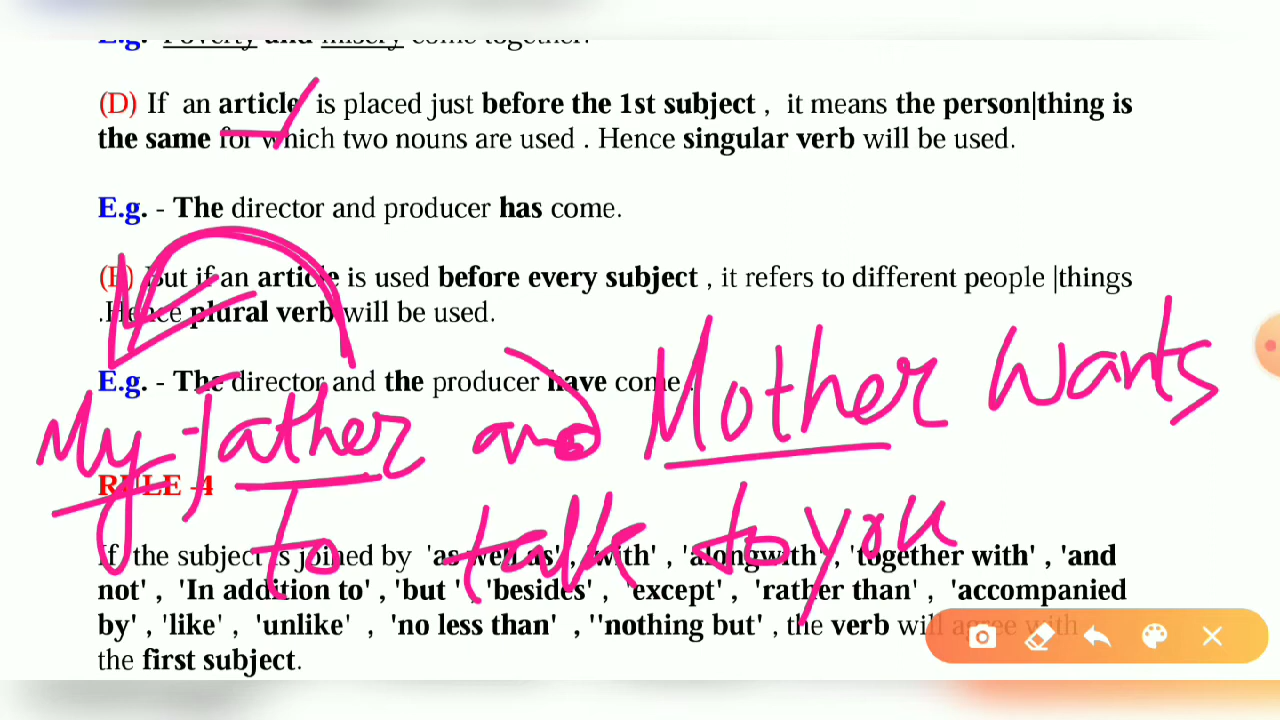 E.g. Poverty and misery come together.
(D) If an article is placed just before the 1st subject , it means the person|thing is
the same for which two nouns are used . Hence singular verb will be used.
E.g. - The director and producer has come.
(E) But if an article is used before every subject , it refers to different people |things
.Hence plural verb will be used.
E.g. - The director and the producer have come .
My father and Mother wants
to talk to you
RULE -4
If the subject is joined by 'as well as' , 'with' , 'alongwith' , 'together with' , 'and
not' , 'In addition to' , 'but ' , 'besides' , 'except' , 'rather than' , 'accompanied
by' , 'like' , 'unlike' , 'no less than' , ''nothing but' , the verb will agree with
the first subject.